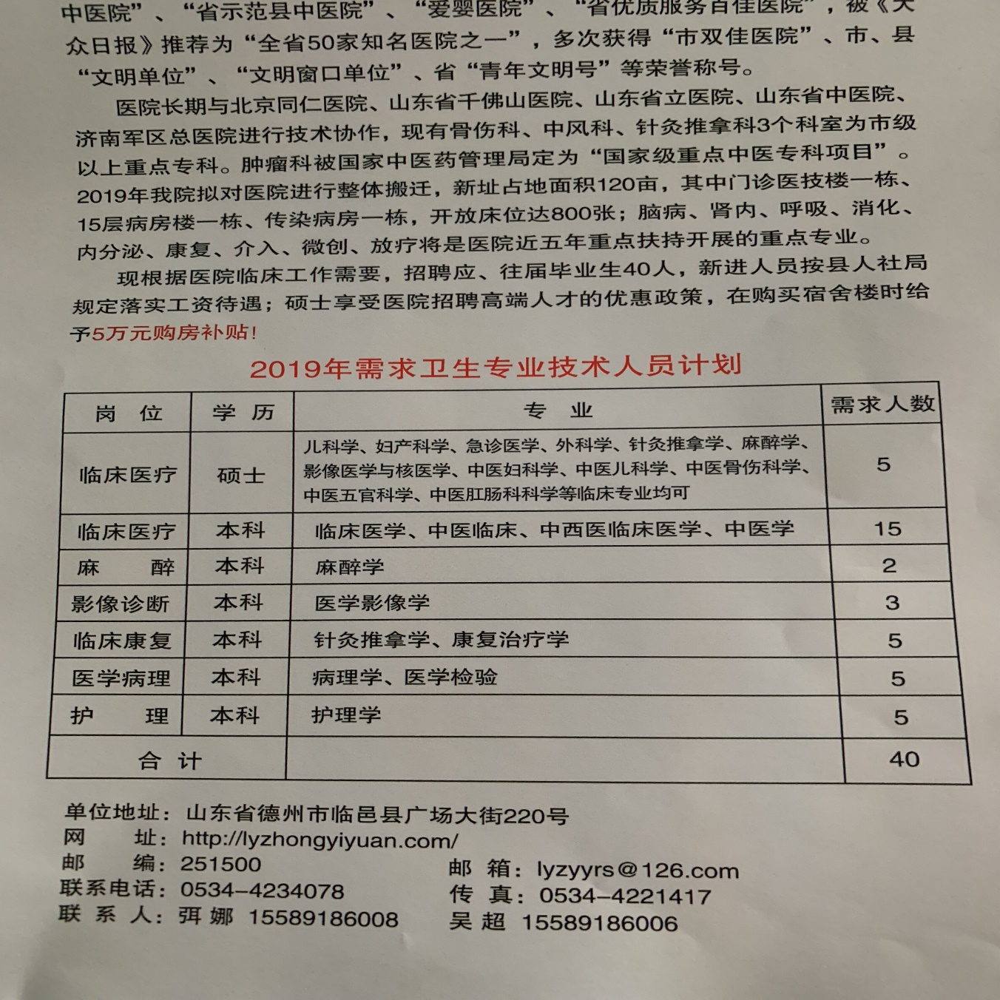 中医院”、“省示范县中医院”、“爱婴医院”、“省优质服务百佳医院”，被《大
众日报》推荐为“全省50家知名医院之一”，多次获得“市双佳医院”、市、县
“文明单位”、“文明窗口单位”、省“青年文明号”等荣誉称号。
医院长期与北京同仁医院、山东省千佛山医院、山东省立医院、山东省中医院、
济南军区总医院进行技术协作，现有骨伤科、中风科、针灸推拿科3个科室为市级
以上重点专科。肿瘤科被国家中医药管理局定为“国家级重点中医专科项目”。
2019年我院拟对医院进行整体搬迁，新址占地面积120亩，其中门诊医技楼一栋、
15层病房楼一栋、传染病房一栋，开放床位达800张；脑病、肾内、呼吸、消化、
内分泌、康复、介入、微创、放疗将是医院近五年重点扶持开展的重点专业。
现根据医院临床工作需要，招聘应、往届毕业生40人，新进人员按县人社局
规定落实工资待遇；硕士享受医院招聘高端人才的优惠政策，在购买宿舍楼时给
予5万元购房补贴！
2019年需求卫生专业技术人员计划
岗 位 学 历 专 业 需求人数
临床医疗 硕士 儿科学、妇产科学、急诊医学、外科学、针灸推拿学、麻醉学、
影像医学与核医学、中医妇科学、中医儿科学、中医骨伤科学、
中医五官科学、中医肛肠科科学等临床专业均可 5
临床医疗 本科 临床医学、中医临床、中西医临床医学、中医学 15
麻 醉 本科 麻醉学 2
影像诊断 本科 医学影像学 3
临床康复 本科 针灸推拿学、康复治疗学 5
医学病理 本科 病理学、医学检验 5
护 理 本科 护理学 5
合 计 40
单位地址：山东省德州市临邑县广场大街220号
网 址：http://lyzhongyiyuan.com/
邮 编：251500 邮 箱：lyzyyrs@126.com
联系电话：0534-4234078 传 真：0534-4221417
联 系 人：弭 娜 15589186008 吴 超 15589186006